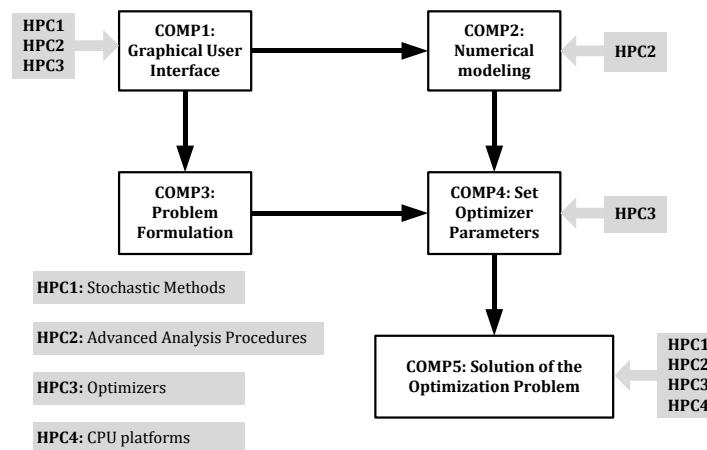 HPC1
HPC2
HPC3
COMP1:
Graphical User
Interface
COMP2:
Numerical
modeling
HPC2
COMP3:
Problem
Formulation
COMP4: Set
Optimizer
Parameters
HPC3
HPC1: Stochastic Methods
HPC2: Advanced Analysis Procedures
HPC3: Optimizers
HPC4: CPU platforms
COMP5: Solution of the
Optimization Problem
HPC1
HPC2
HPC3
HPC4